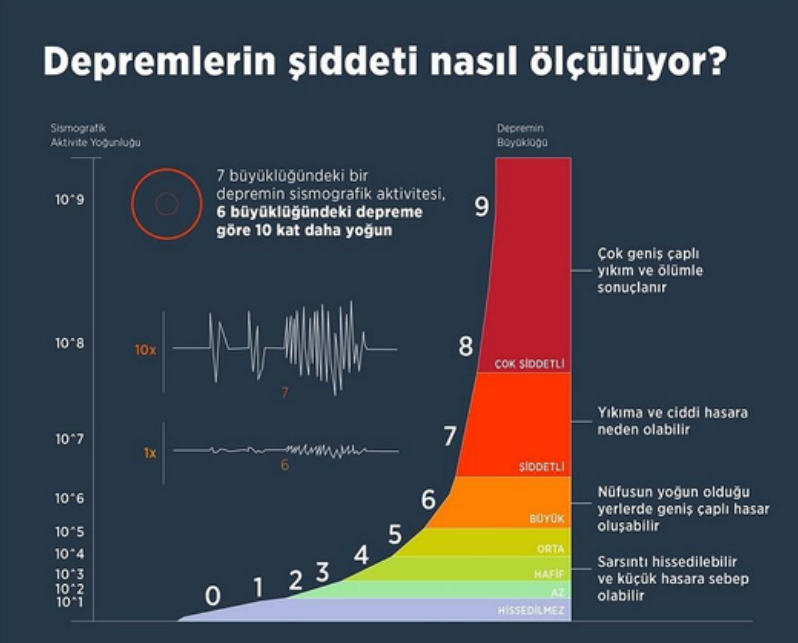 Depremlerin şiddeti nasıl ölçülüyor?
Sismografik
Aktivite Yoğunluğu
Depremin
Büyüklüğü
7 büyüklüğündeki bir
depremin sismografik aktivitesi,
6 büyüklüğündeki depreme
göre 10 kat daha yoğun
10^9
10^8
10^7
10^6
10^5
10^4
10^3
10^2
10^1
10x
7
1x
6
0
1
2
3
4
5
6
7
8
9
ÇOK ŞİDDETLİ
ŞİDDETLİ
BÜYÜK
ORTA
HAFİF
AZ
HİSSEDİLMEZ
Çok geniş çaplı
yıkım ve ölümle
sonuçlanır
Yıkıma ve ciddi hasara
neden olabilir
Nüfusun yoğun olduğu
yerlerde geniş çaplı hasar
oluşabilir
Sarsıntı hissedilebilir
ve küçük hasara sebep
olabilir